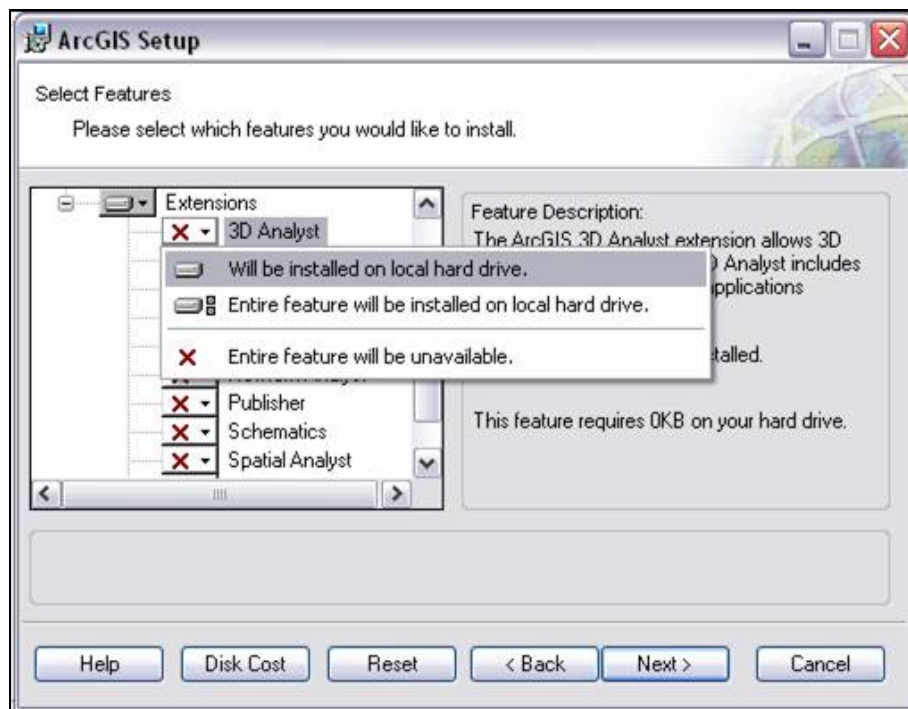 ArcGIS Setup
Select Features
Please select which features you would like to install.
Extensions
3D Analyst
Will be installed on local hard drive.
Entire feature will be installed on local hard drive.
Entire feature will be unavailable.
Publisher
Schematics
Spatial Analyst
Feature Description:
The ArcGIS 3D Analyst extension allows 3D
Analyst includes
applications
This feature requires 0KB on your hard drive.
Help
Disk Cost
Reset
< Back
Next >
Cancel